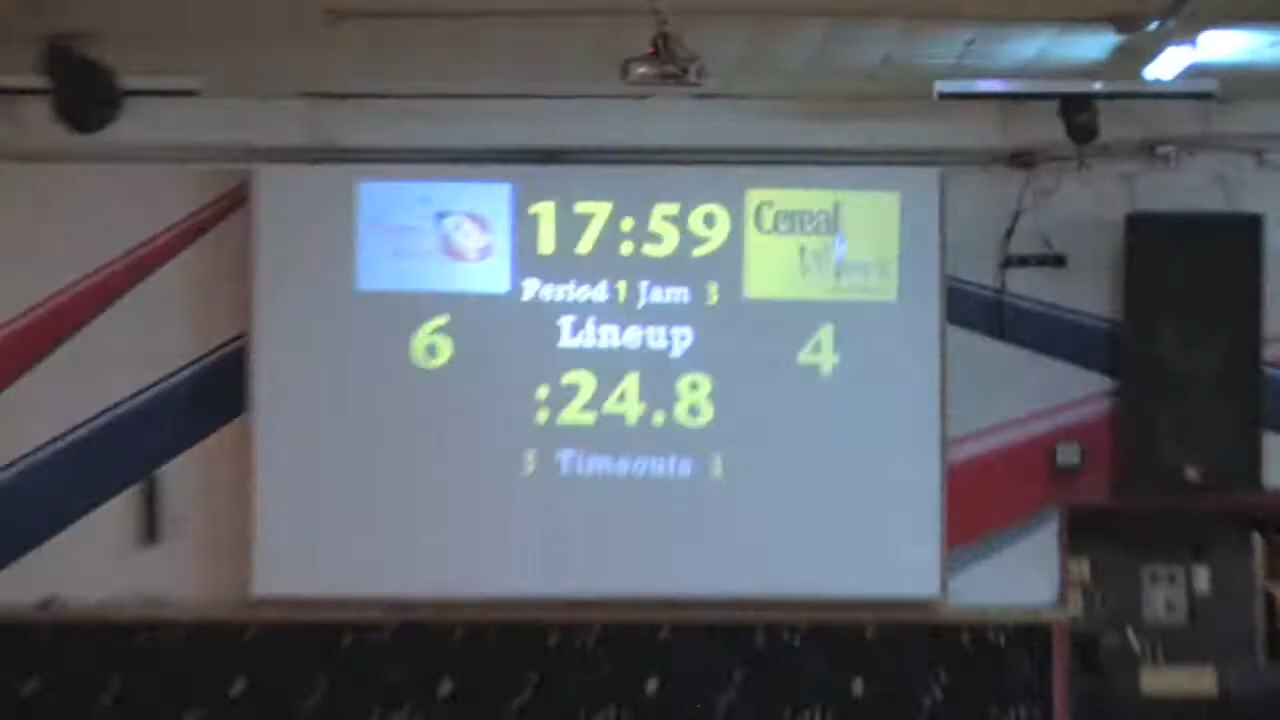 17:59
Cereal
Period 1 Jam 3
6 Lineup 4
:24.8
3 Timeouts 3